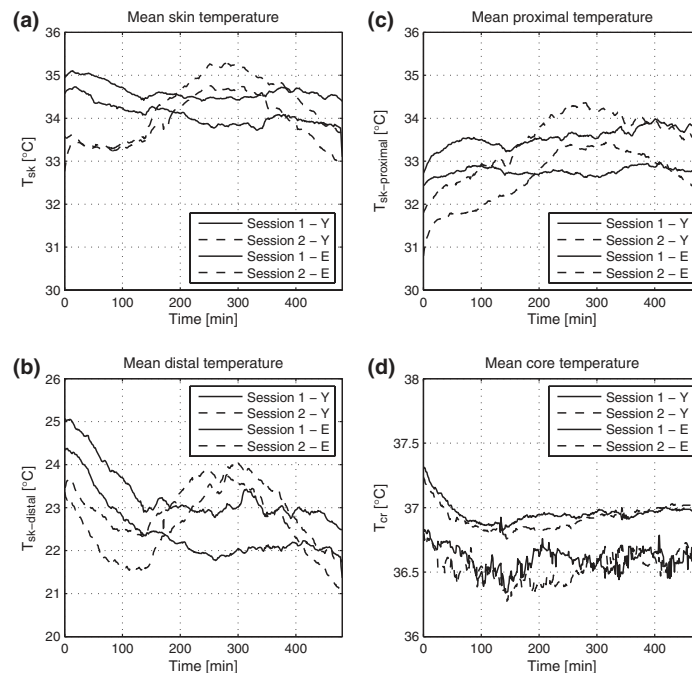 (a)
Mean skin temperature
36
35
34
33
32
31
30
Tsk [°C]
Session 1 – Y
Session 2 – Y
Session 1 – E
Session 2 – E
0 100 200 300 400
Time [min]
(c)
Mean proximal temperature
36
35
34
33
32
31
30
Tsk–proximal [°C]
Session 1 – Y
Session 2 – Y
Session 1 – E
Session 2 – E
0 100 200 300 400
Time [min]
(b)
Mean distal temperature
26
25
24
23
22
21
20
Tsk–distal [°C]
Session 1 – Y
Session 2 – Y
Session 1 – E
Session 2 – E
0 100 200 300 400
Time [min]
(d)
Mean core temperature
38
37.5
37
36.5
36
Tcr [°C]
Session 1 – Y
Session 2 – Y
Session 1 – E
Session 2 – E
0 100 200 300 400
Time [min]